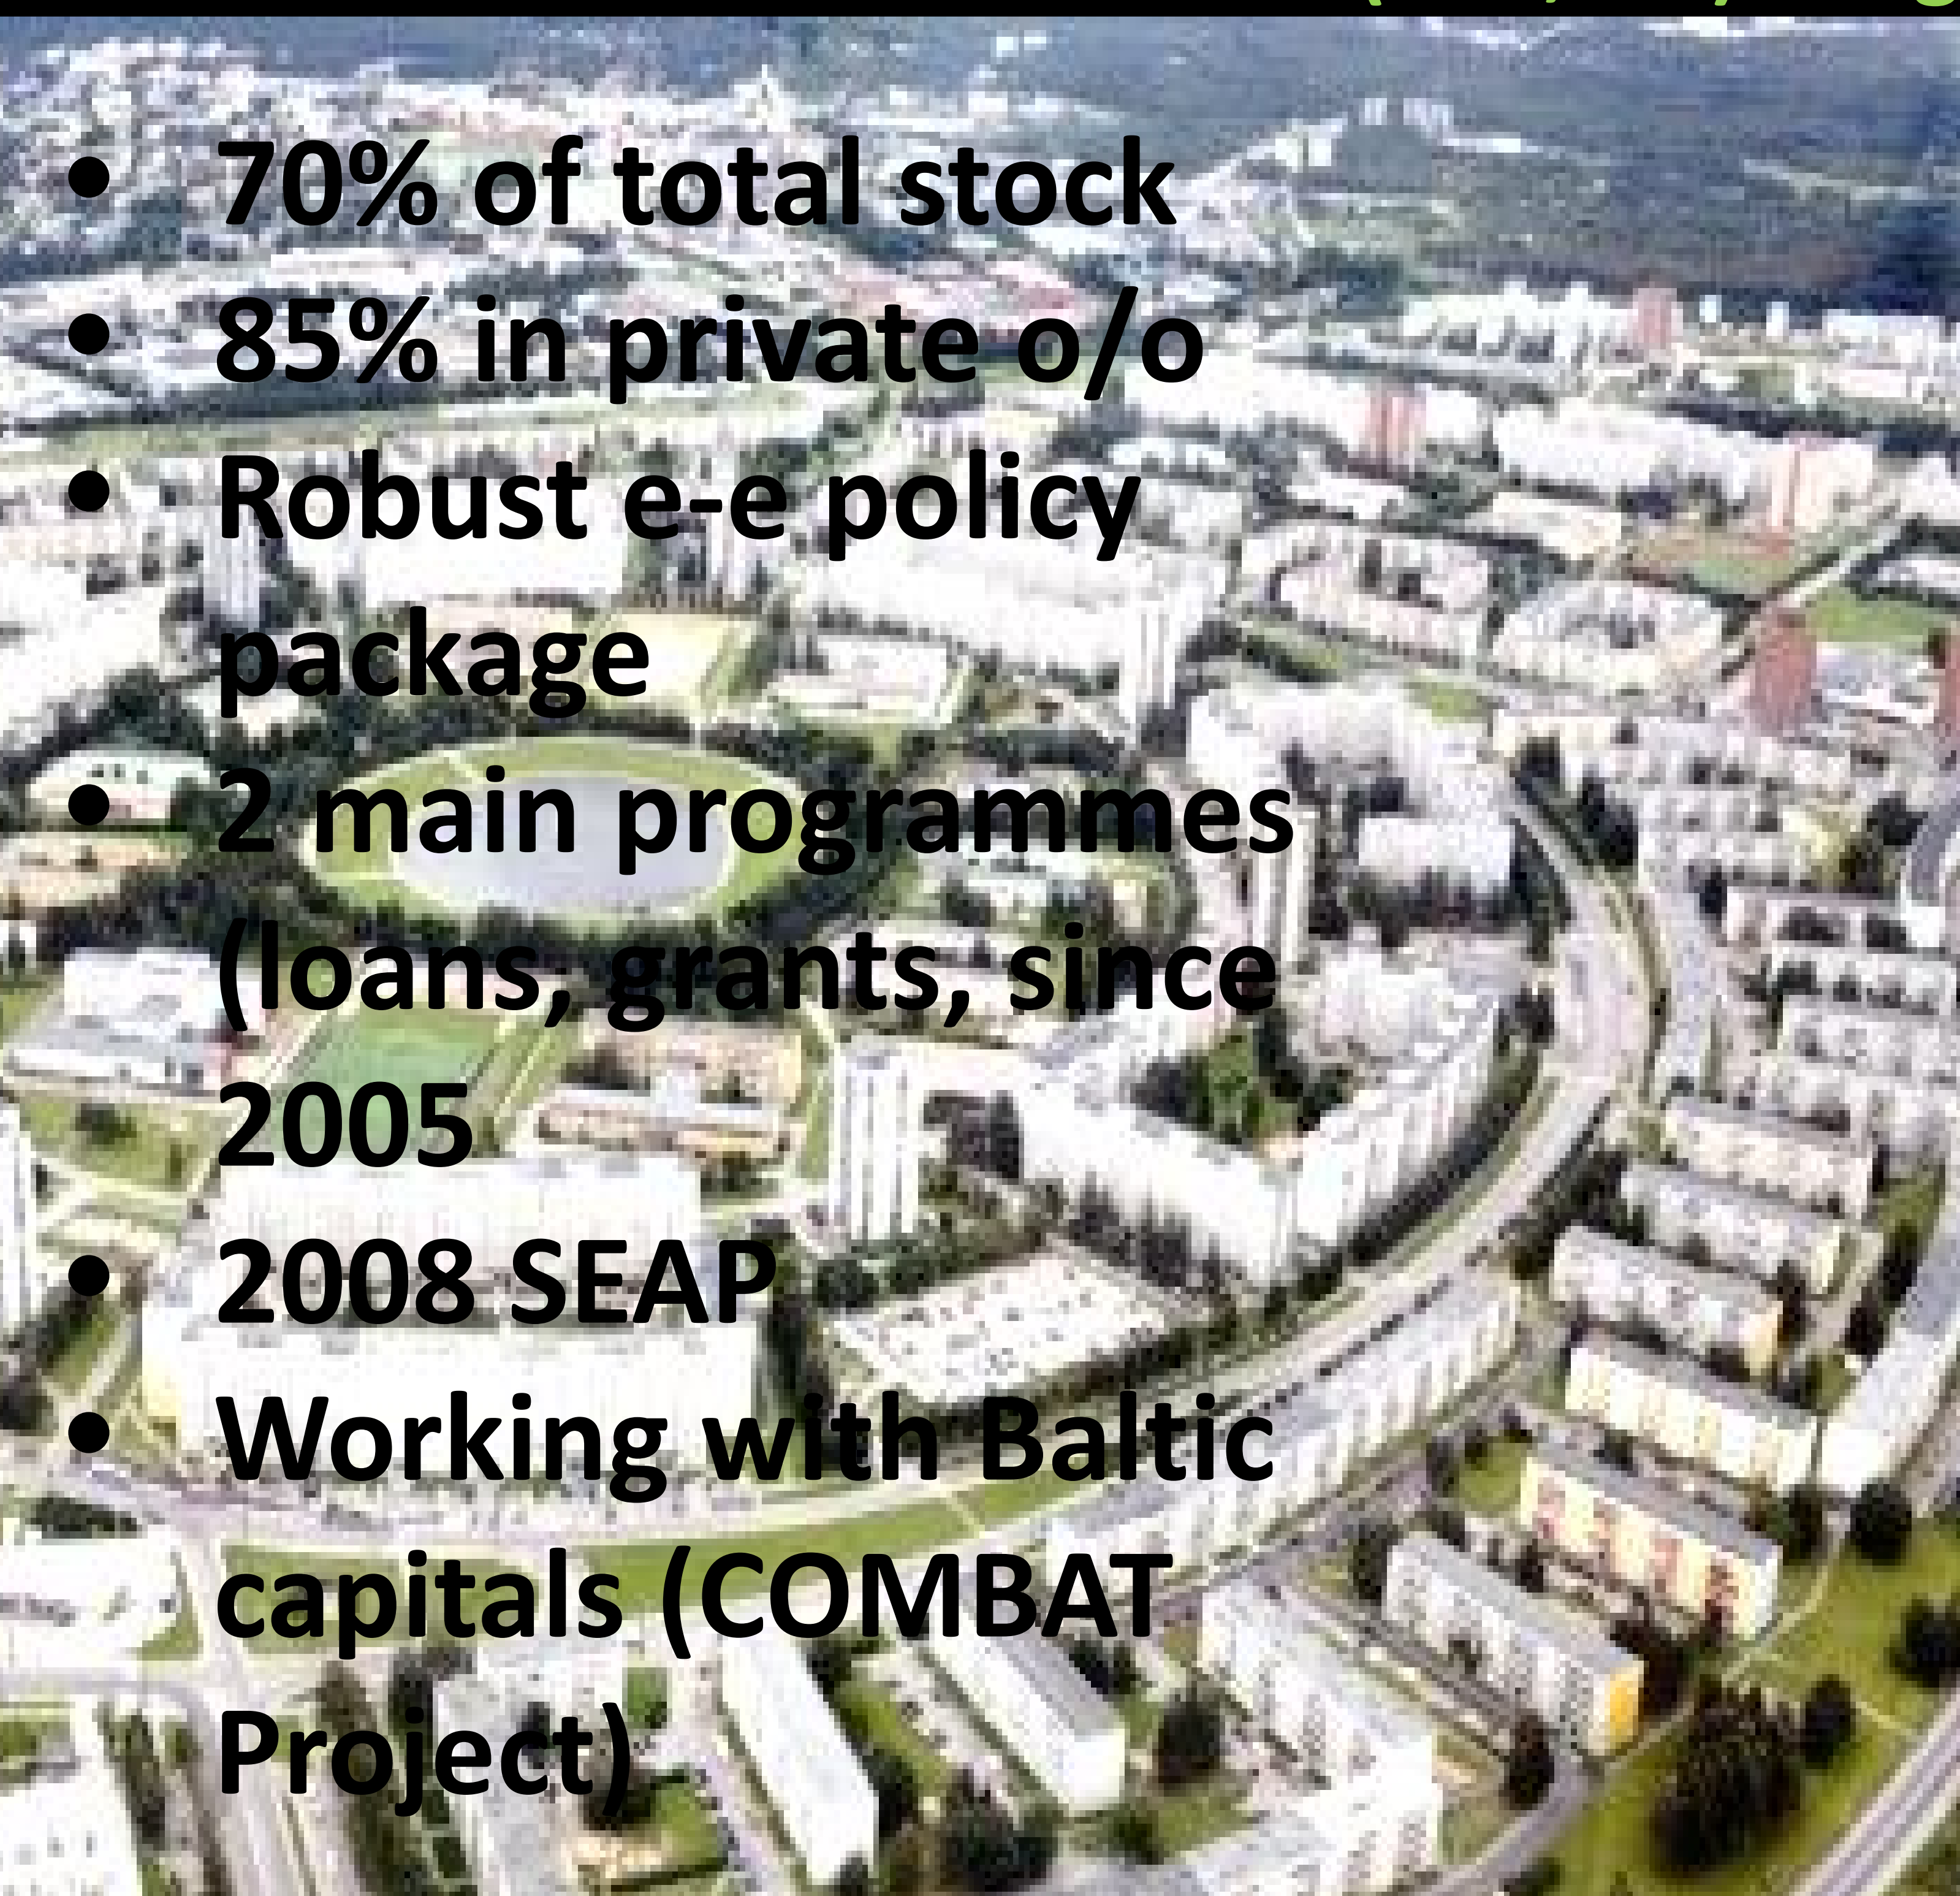 • 70% of total stock
• 85% in private o/o
• Robust e-e policy
package
• 2 main programmes
(loans, grants, since
2005
• 2008 SEAP
• Working with Baltic
capitals (COMBAT
Project)